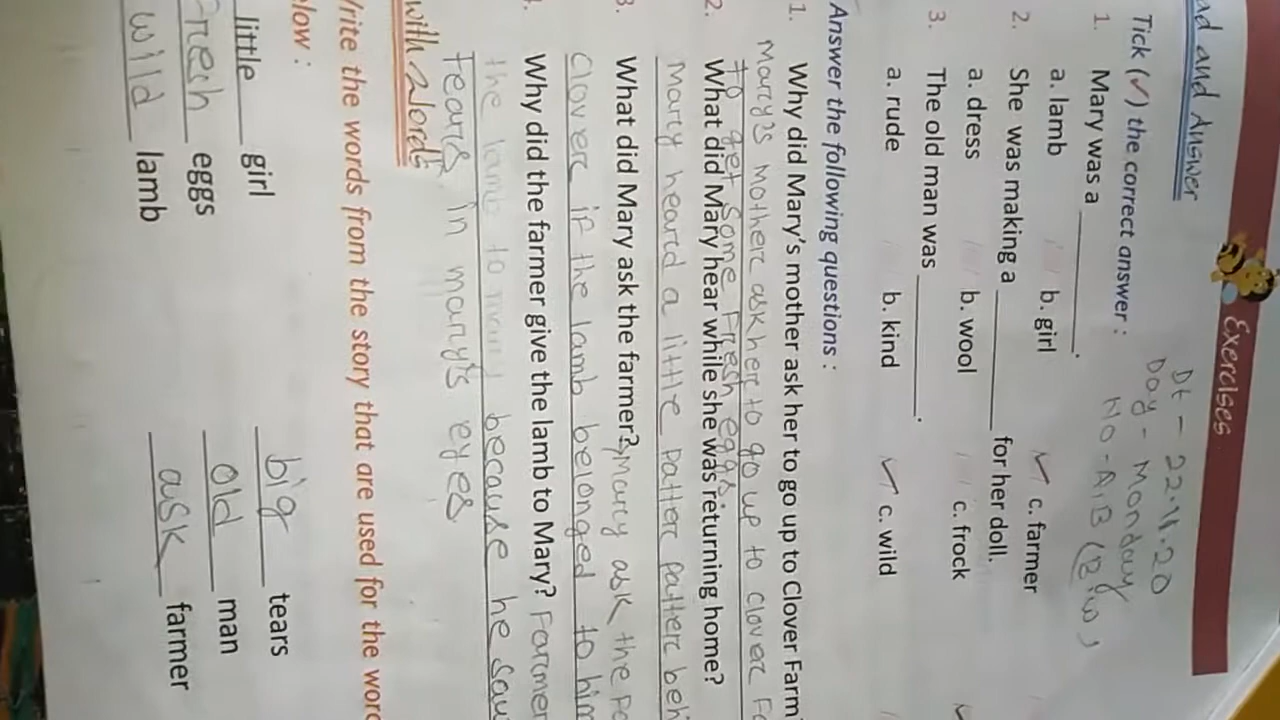 Exercises
Dt - 22.11.20
Day - Monday
No - A,B (B.w)
ad and Answer
Tick (✓) the correct answer :
1. Mary was a ________.
a. lamb b. girl ✓ c. farmer
2. She was making a ________ for her doll.
a. dress b. wool c. frock ✓
3. The old man was ________.
a. rude b. kind ✓ c. wild
Answer the following questions :
1. Why did Mary's mother ask her to go up to Clover Farm
Mary's Mother ask her to go up to Clover Fa
to get some Fresh eggs
2. What did Mary hear while she was returning home?
Mary heard a little patter patter behi
3. What did Mary ask the farmer? Mary ask the Fa
Clover if the lamb belonged to him
4. Why did the farmer give the lamb to Mary? Farmer
the lamb to mary because he saw
tears in mary's eyes
with Words
Write the words from the story that are used for the word
elow :
little girl big tears
Fresh eggs old man
wild lamb ask farmer